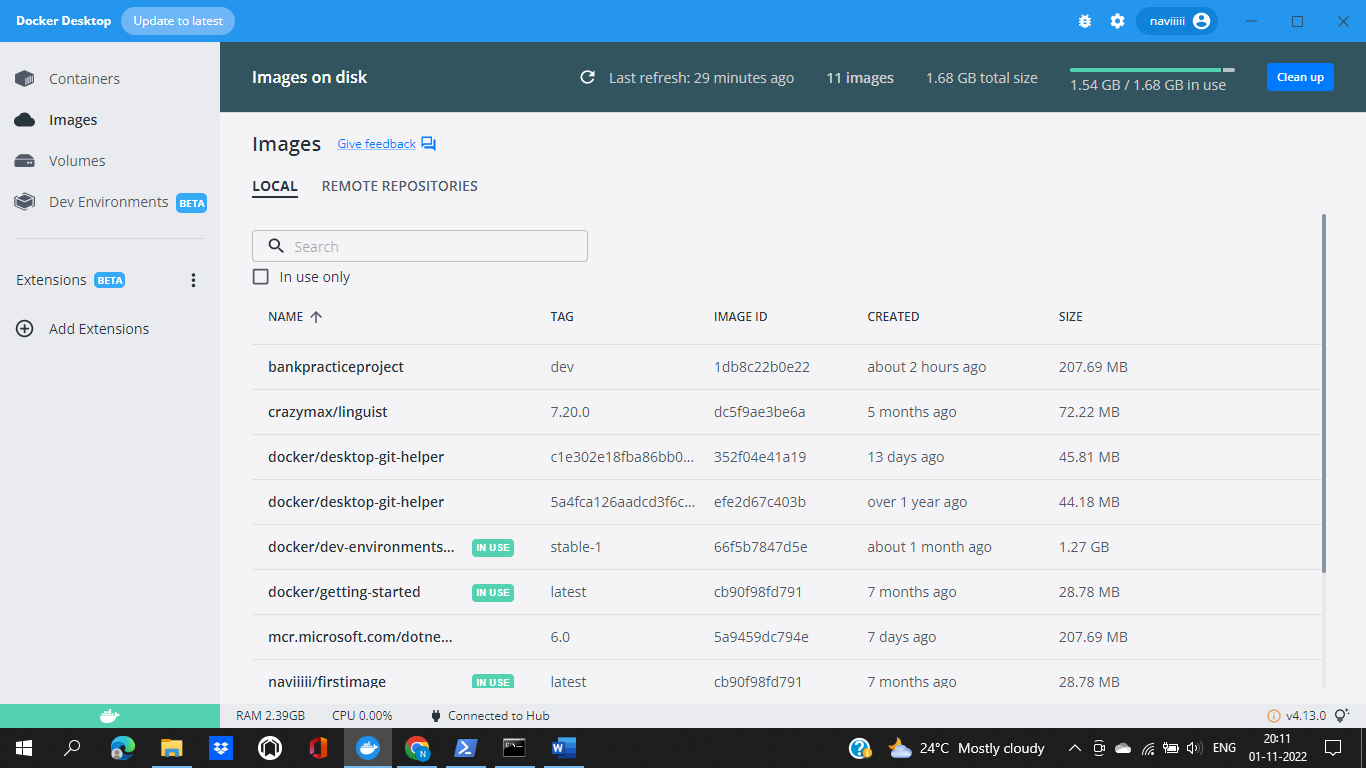 Docker Desktop Update to latest naviiiii
Containers
Images
Volumes
Dev Environments BETA
Extensions BETA
Add Extensions
Images on disk Last refresh: 29 minutes ago 11 images 1.68 GB total size 1.54 GB / 1.68 GB in use Clean up
Images Give feedback
LOCAL REMOTE REPOSITORIES
Search
In use only
NAME TAG IMAGE ID CREATED SIZE
bankpracticeproject dev 1db8c22b0e22 about 2 hours ago 207.69 MB
crazymax/linguist 7.20.0 dc5f9ae3be6a 5 months ago 72.22 MB
docker/desktop-git-helper c1e302e18fba86bb0... 352f04e41a19 13 days ago 45.81 MB
docker/desktop-git-helper 5a4fca126aadcd3f6c... efe2d67c403b over 1 year ago 44.18 MB
docker/dev-environments... IN USE stable-1 66f5b7847d5e about 1 month ago 1.27 GB
docker/getting-started IN USE latest cb90f98fd791 7 months ago 28.78 MB
mcr.microsoft.com/dotne... 6.0 5a9459dc794e 7 days ago 207.69 MB
naviiiii/firstimage IN USE latest cb90f98fd791 7 months ago 28.78 MB
RAM 2.39GB CPU 0.00% Connected to Hub v4.13.0
24°C Mostly cloudy ENG 20:11
01-11-2022